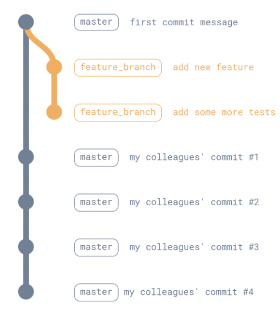 master first commit message
feature_branch add new feature
feature_branch add some more tests
master my colleagues' commit #1
master my colleagues' commit #2
master my colleagues' commit #3
master my colleagues' commit #4